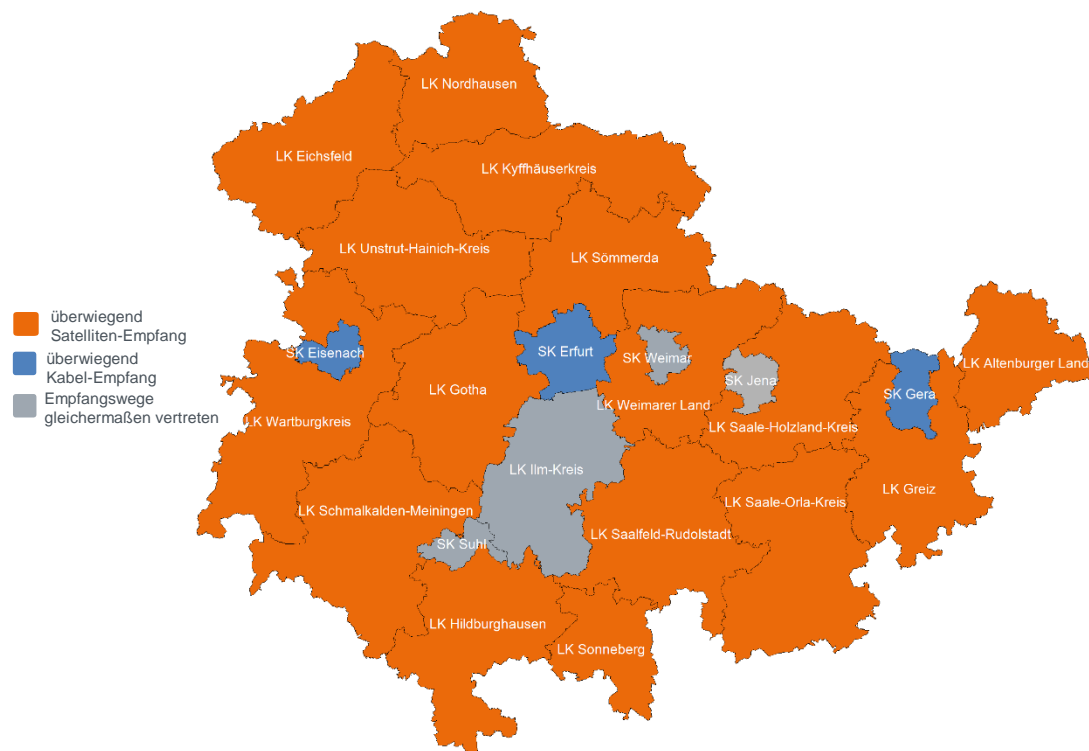 LK Nordhausen
LK Eichsfeld
LK Kyffhäuserkreis
LK Unstrut-Hainich-Kreis
LK Sömmerda
überwiegend
Satelliten-Empfang
überwiegend
Kabel-Empfang
Empfangswege
gleichermaßen vertreten
SK Eisenach
SK Erfurt
SK Weimar
SK Jena
LK Altenburger Land
LK Gotha
SK Gera
LK Weimarer Land
LK Wartburgkreis
LK Saale-Holzland-Kreis
LK Ilm-Kreis
LK Greiz
LK Saale-Orla-Kreis
LK Schmalkalden-Meiningen
LK Saalfeld-Rudolstadt
SK Suhl
LK Hildburghausen
LK Sonneberg